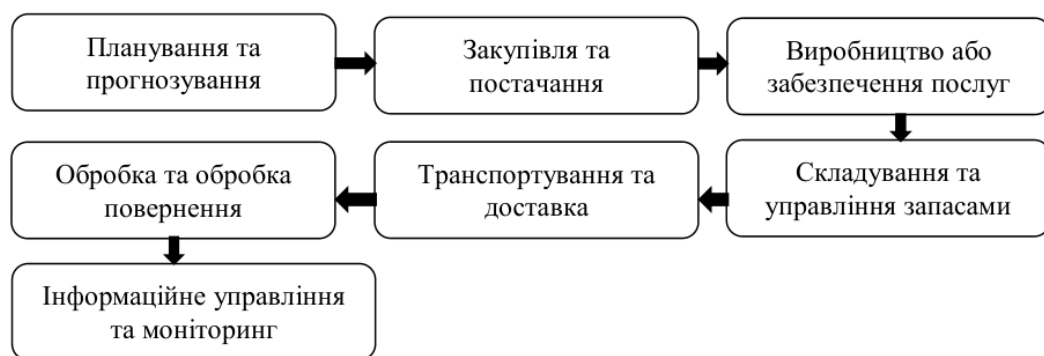 Планування та
прогнозування
Закупівля та
постачання
Виробництво або
забезпечення послуг
Складування та
управління запасами
Транспортування та
доставка
Обробка та обробка
повернення
Інформаційне управління
та моніторинг